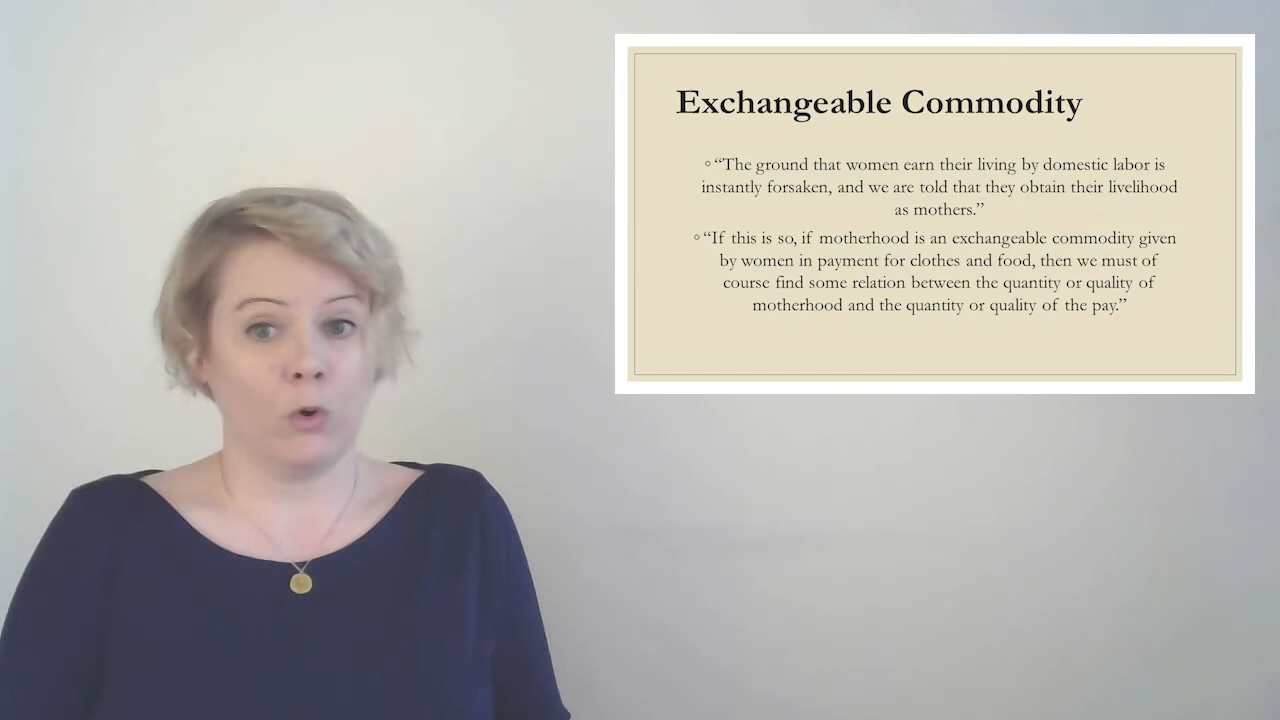 Exchangeable Commodity
◦“The ground that women earn their living by domestic labor is
instantly forsaken, and we are told that they obtain their livelihood
as mothers.”
◦“If this is so, if motherhood is an exchangeable commodity given
by women in payment for clothes and food, then we must of
course find some relation between the quantity or quality of
motherhood and the quantity or quality of the pay.”